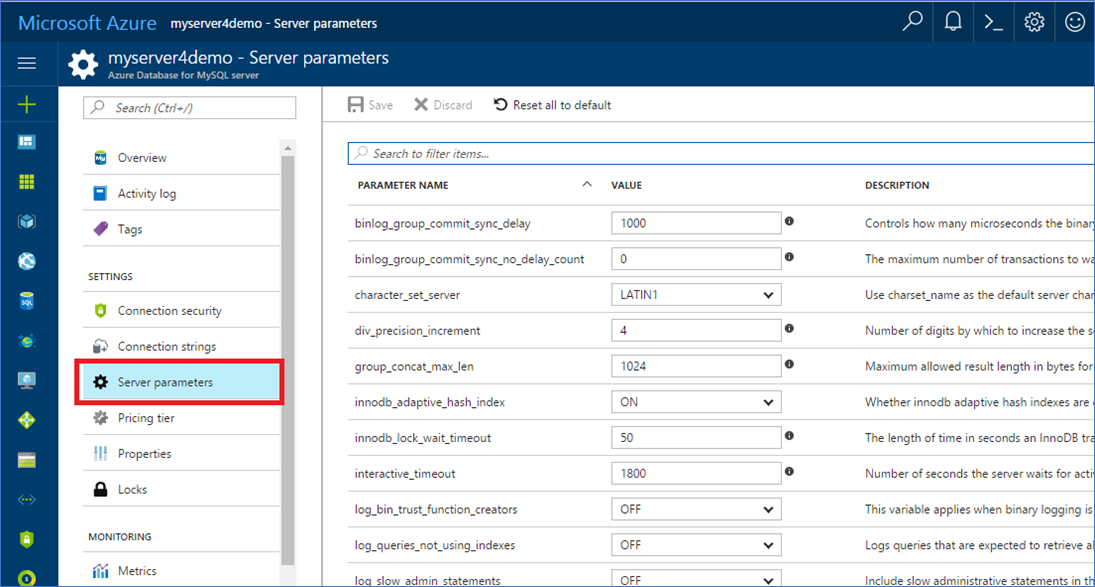 Microsoft Azure myserver4demo - Server parameters
myserver4demo - Server parameters
Azure Database for MySQL server
Search (Ctrl+/)
Overview
Activity log
Tags
SETTINGS
Connection security
Connection strings
Server parameters
Pricing tier
Properties
Locks
MONITORING
Metrics
Save Discard Reset all to default
Search to filter items...
PARAMETER NAME VALUE DESCRIPTION
binlog_group_commit_sync_delay 1000 Controls how many microseconds the binary
binlog_group_commit_sync_no_delay_count 0 The maximum number of transactions to wa
character_set_server LATIN1 Use charset_name as the default server char
div_precision_increment 4 Number of digits by which to increase the s
group_concat_max_len 1024 Maximum allowed result length in bytes for
innodb_adaptive_hash_index ON Whether innodb adaptive hash indexes are
innodb_lock_wait_timeout 50 The length of time in seconds an InnoDB tra
interactive_timeout 1800 Number of seconds the server waits for activ
log_bin_trust_function_creators OFF This variable applies when binary logging is
log_queries_not_using_indexes OFF Logs queries that are expected to retrieve al
log_slow_admin_statements OFF Include slow administrative statements in the